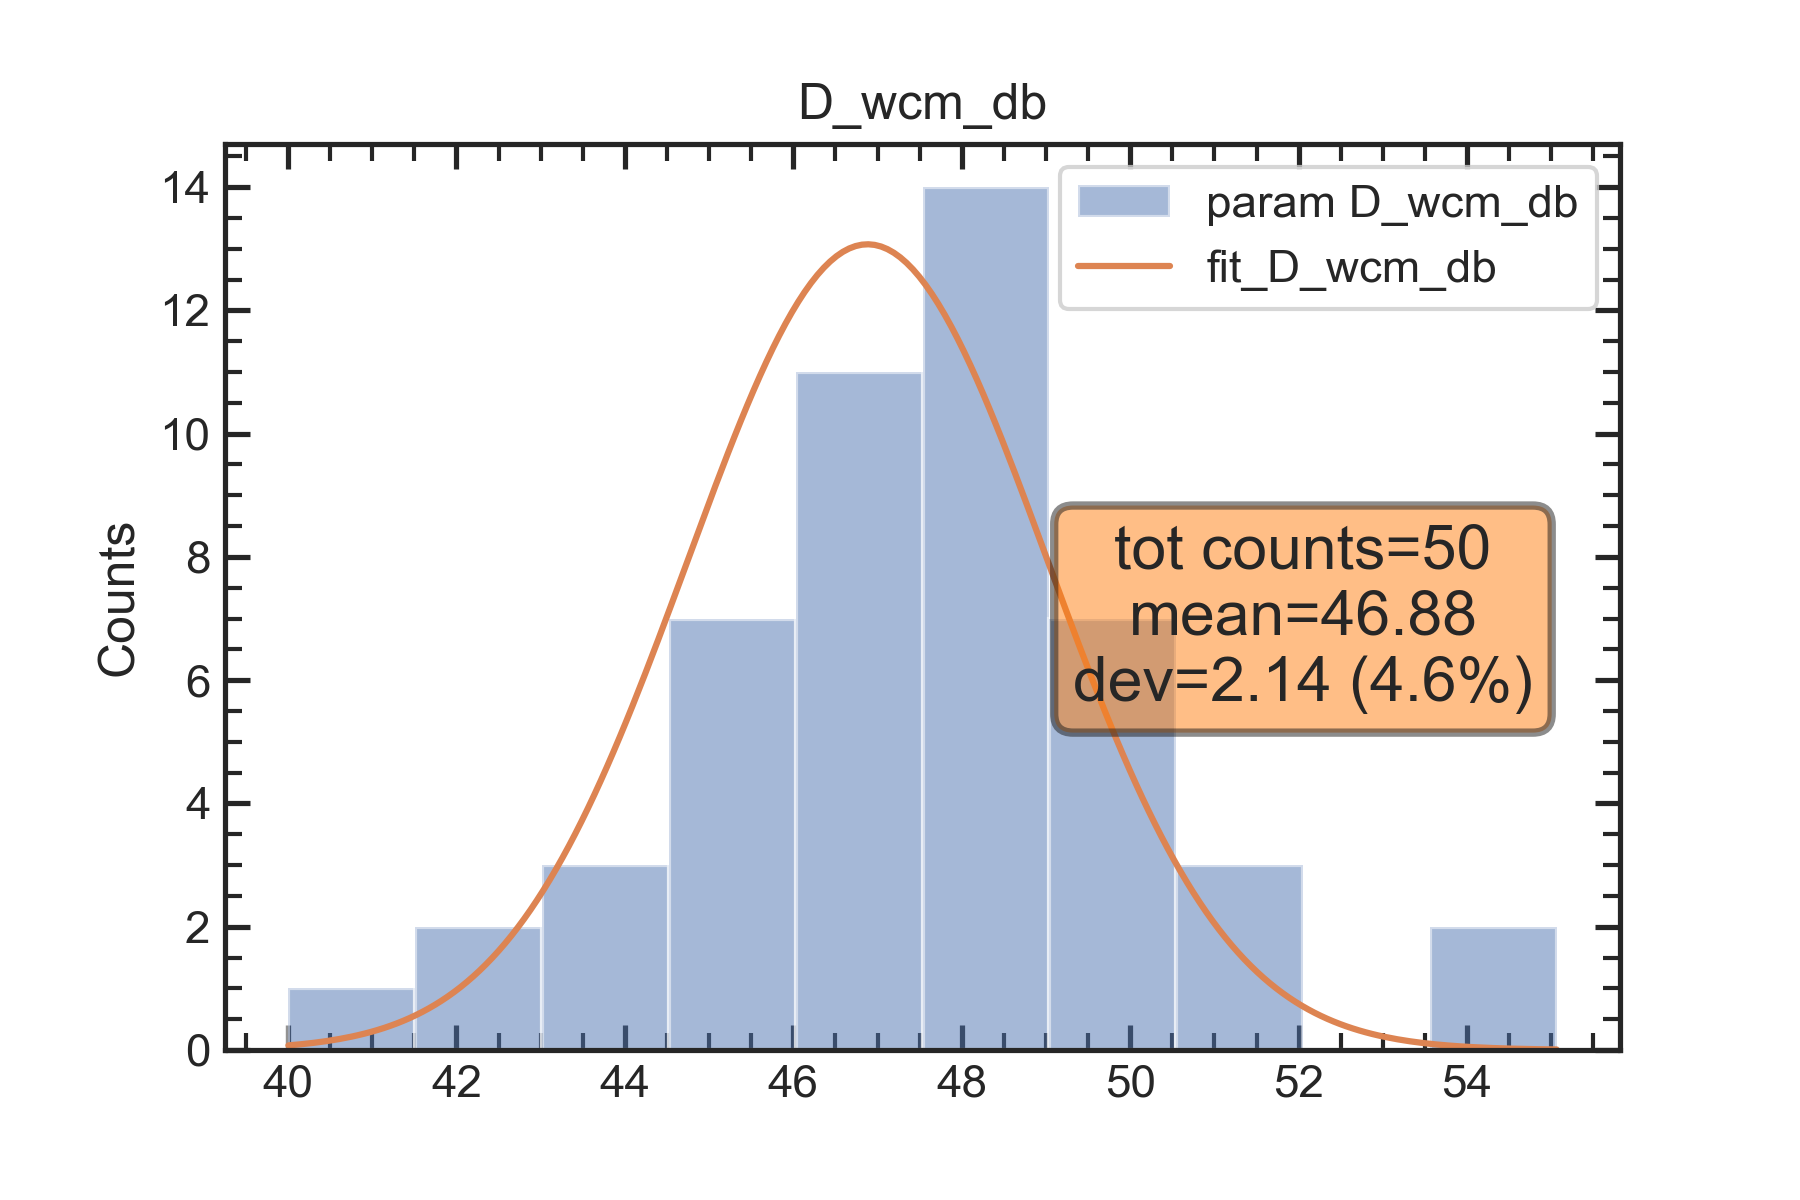 D_wcm_db
14
12
10
8
6
4
2
0
Counts
param D_wcm_db
fit_D_wcm_db
tot counts=50
mean=46.88
dev=2.14 (4.6%)
40 42 44 46 48 50 52 54